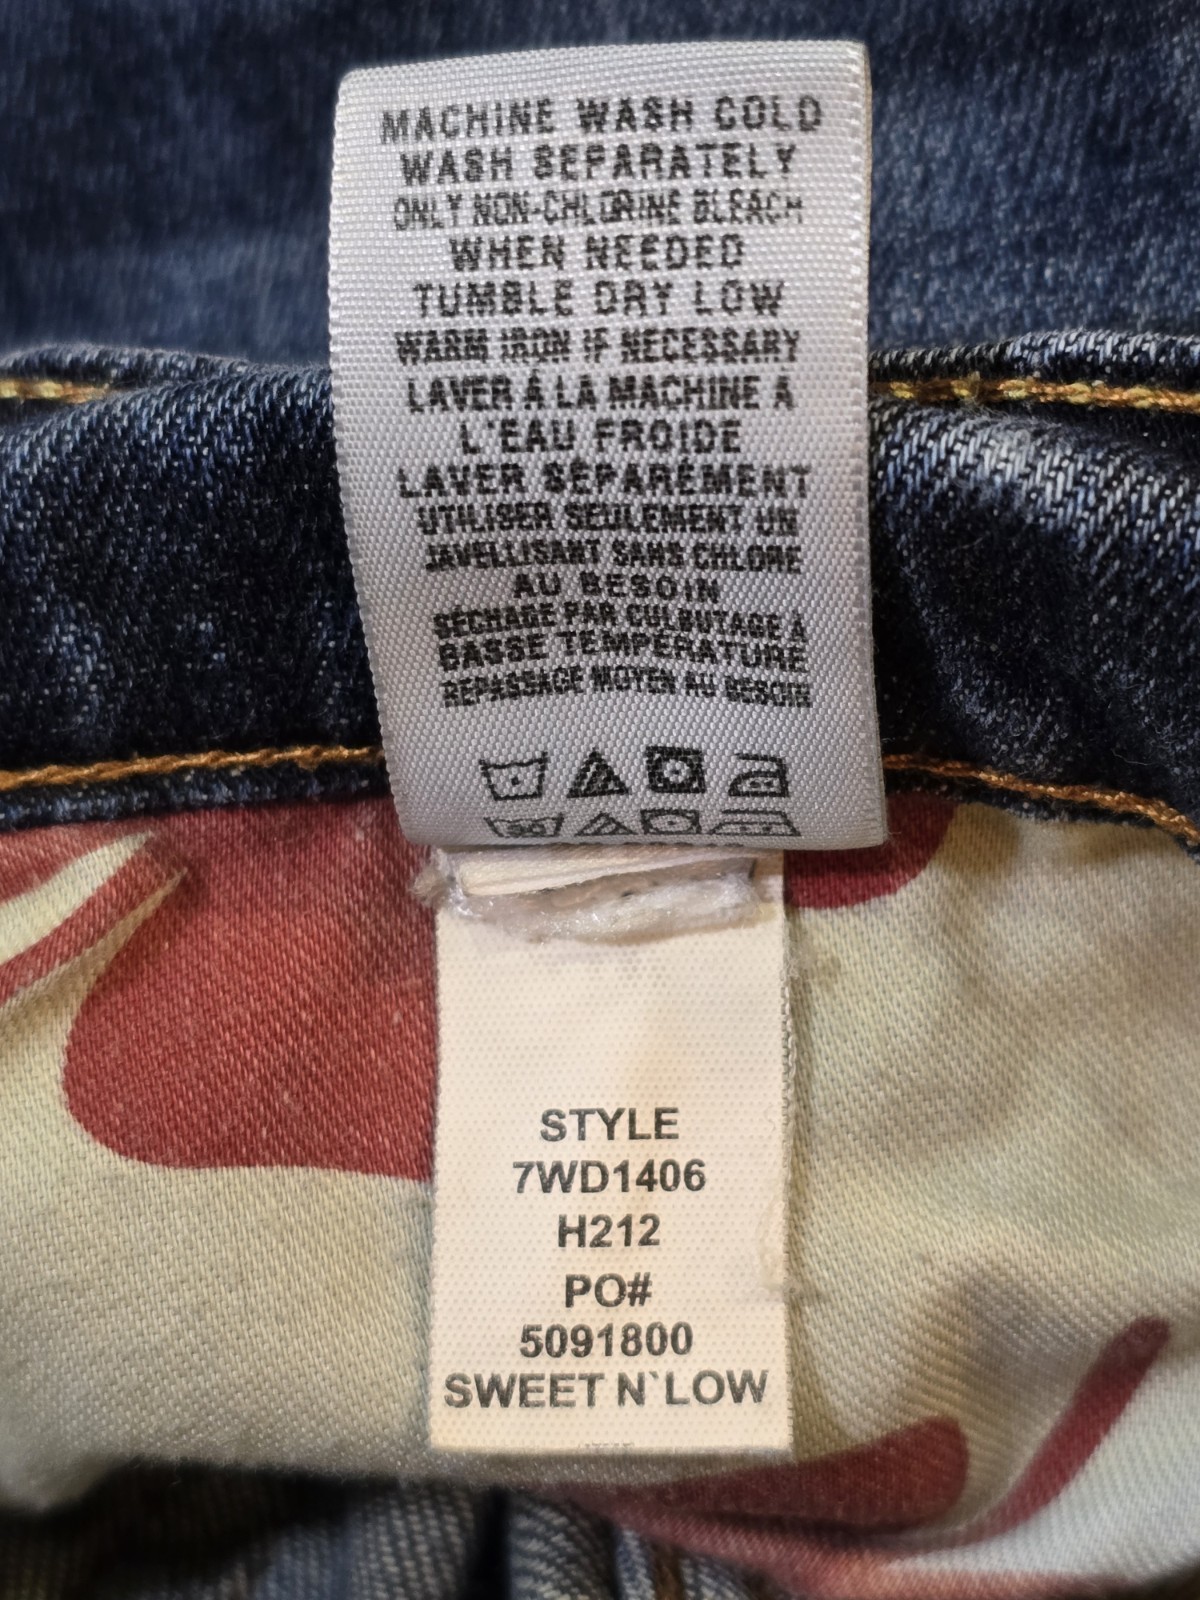 MACHINE WASH COLD
WASH SEPARATELY
ONLY NON-CHLORINE BLEACH
WHEN NEEDED
TUMBLE DRY LOW
WARM IRON IF NECESSARY
LAVER À LA MACHINE À
L'EAU FROIDE
LAVER SÉPARÉMENT
UTILISER SEULEMENT UN
JAVELLISANT SANS CHLORE
AU BESOIN
SÉCHAGE PAR CULBUTAGE À
BASSE TEMPÉRATURE
REPASSAGE MOYEN AU BESOIN
STYLE
7WD1406
H212
PO#
5091800
SWEET N`LOW